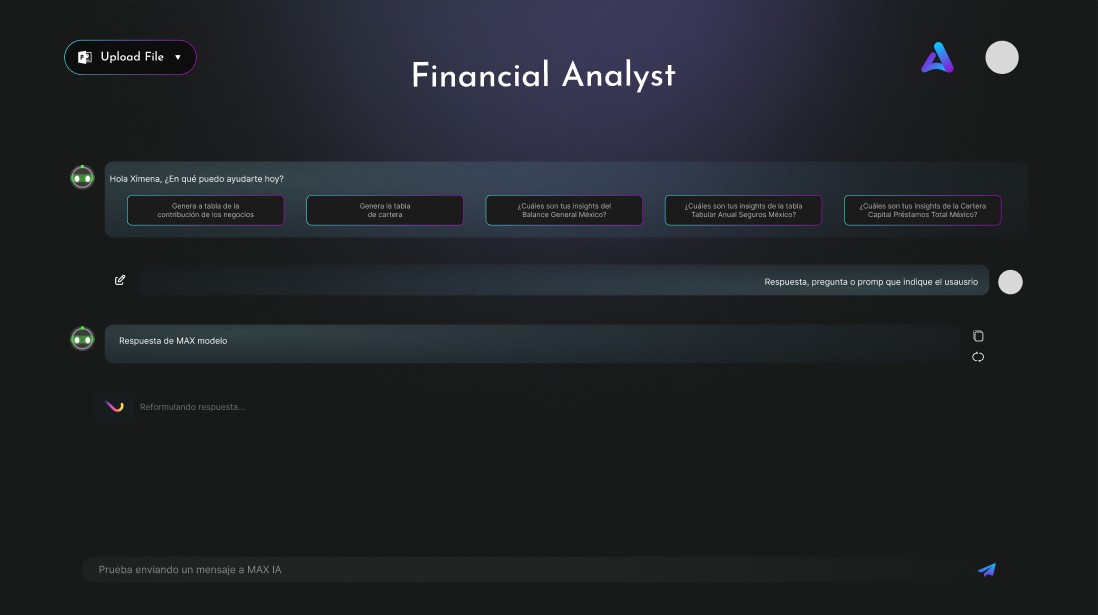 Upload File
Financial Analyst
Hola Ximena, ¿En qué puedo ayudarte hoy?
Genera a tabla de la
contribución de los negocios
Genera la tabla
de cartera
¿Cuáles son tus insights del
Balance General México?
¿Cuáles son tus insights de la tabla
Tabular Anual Seguros México?
¿Cuáles son tus insights de la Cartera
Capital Préstamos Total México?
Respuesta, pregunta o promp que indique el usausrio
Respuesta de MAX modelo
Reformulando respuesta...
Prueba enviando un mensaje a MAX IA